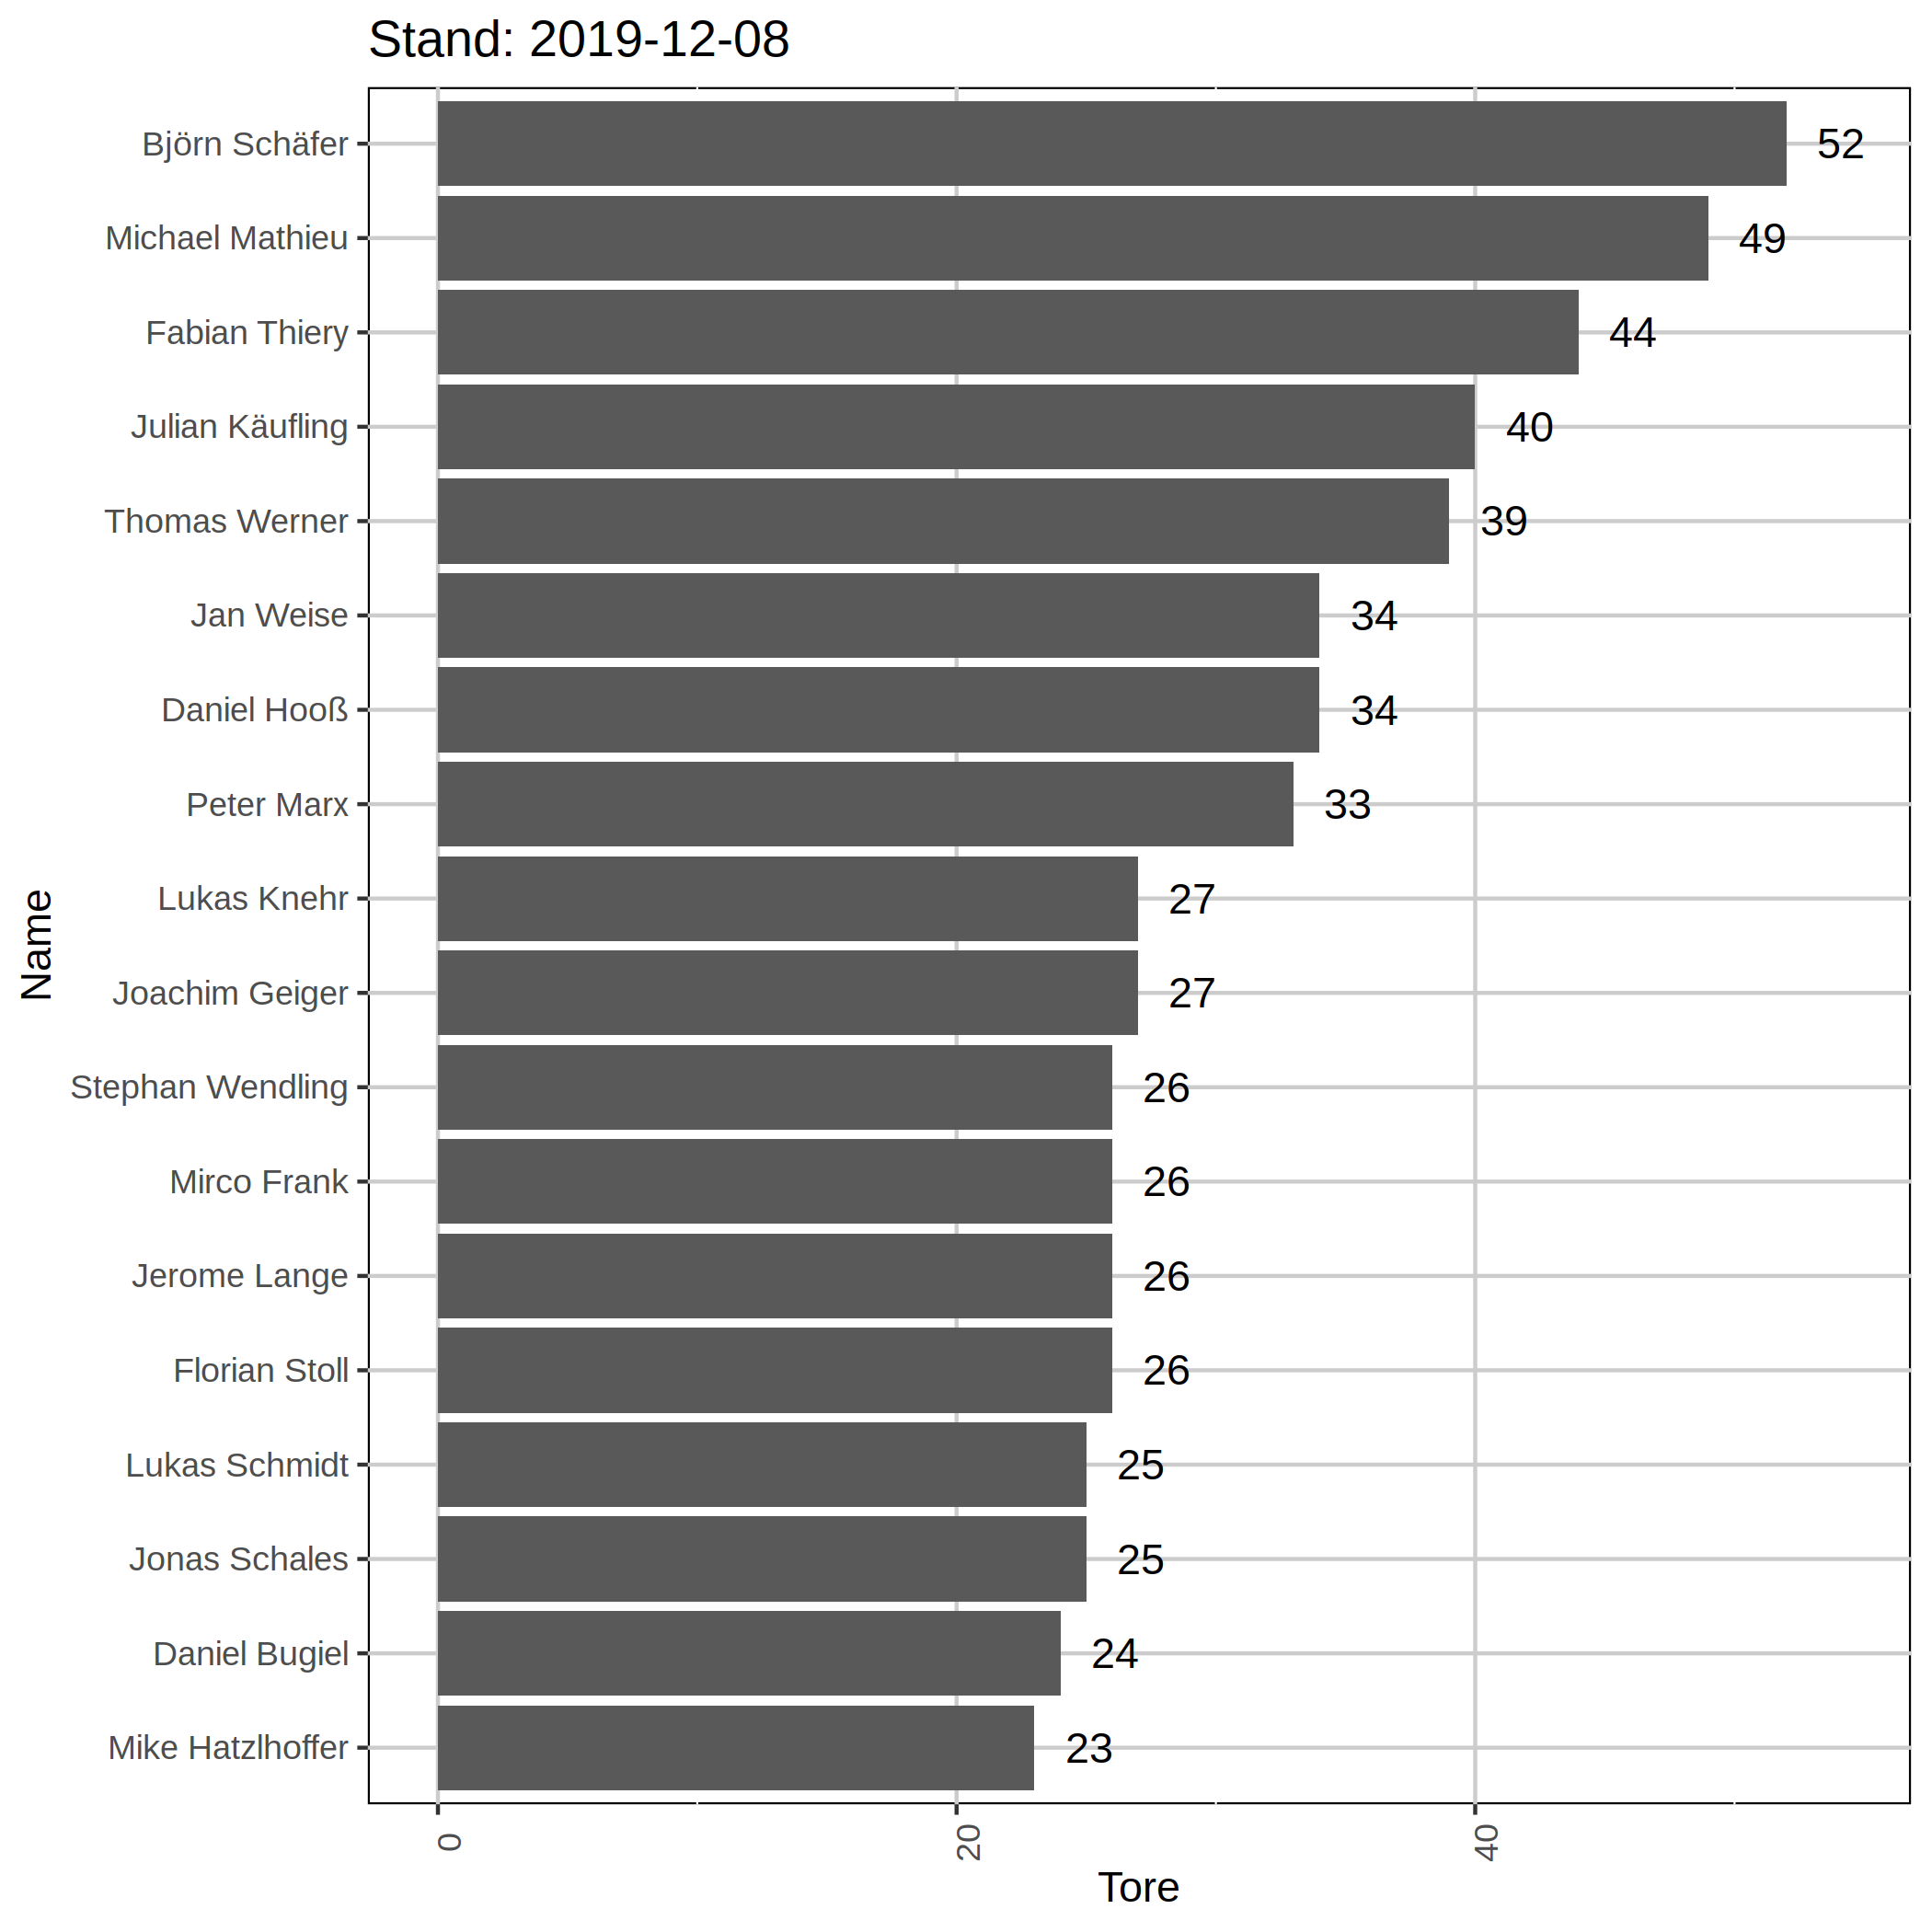 Stand: 2019-12-08
Björn Schäfer 52
Michael Mathieu 49
Fabian Thiery 44
Julian Käufling 40
Thomas Werner 39
Jan Weise 34
Daniel Hooß 34
Peter Marx 33
Lukas Knehr 27
Joachim Geiger 27
Stephan Wendling 26
Mirco Frank 26
Jerome Lange 26
Florian Stoll 26
Lukas Schmidt 25
Jonas Schales 25
Daniel Bugiel 24
Mike Hatzlhoffer 23
Name
0 20 40
Tore